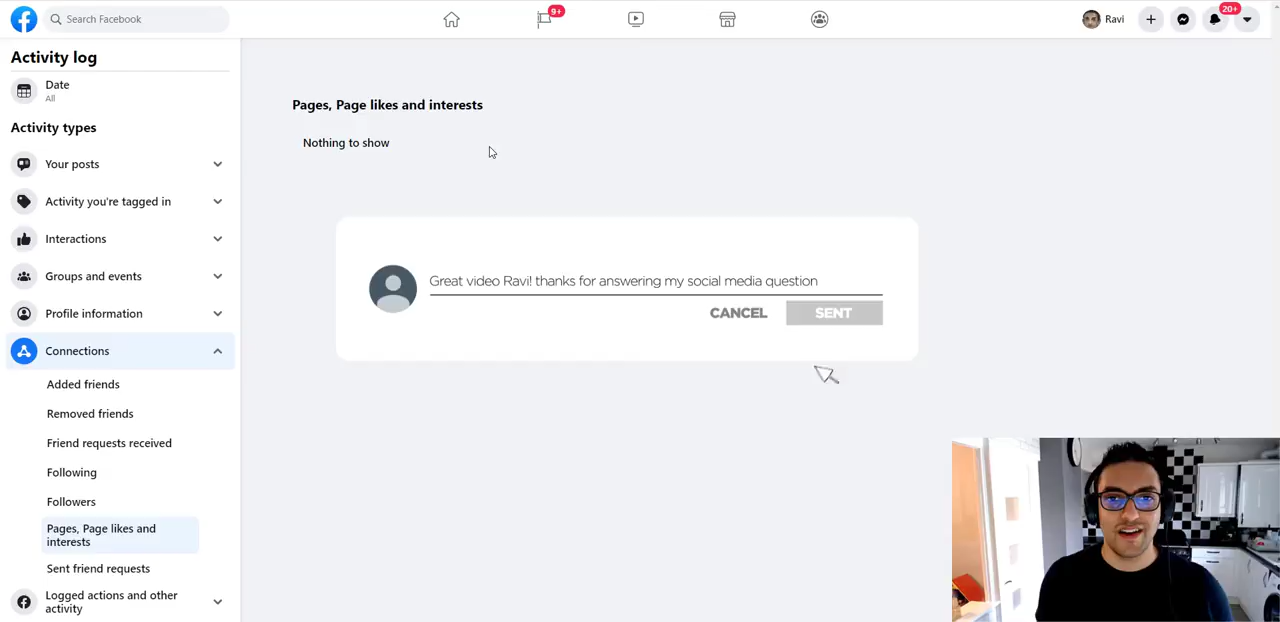 Search Facebook
9+
Ravi
20+
Activity log
Date
All
Activity types
Your posts
Activity you're tagged in
Interactions
Groups and events
Profile information
Connections
Added friends
Removed friends
Friend requests received
Following
Followers
Pages, Page likes and
interests
Sent friend requests
Logged actions and other
activity
Pages, Page likes and interests
Nothing to show
Great video Ravi! thanks for answering my social media question
CANCEL
SENT